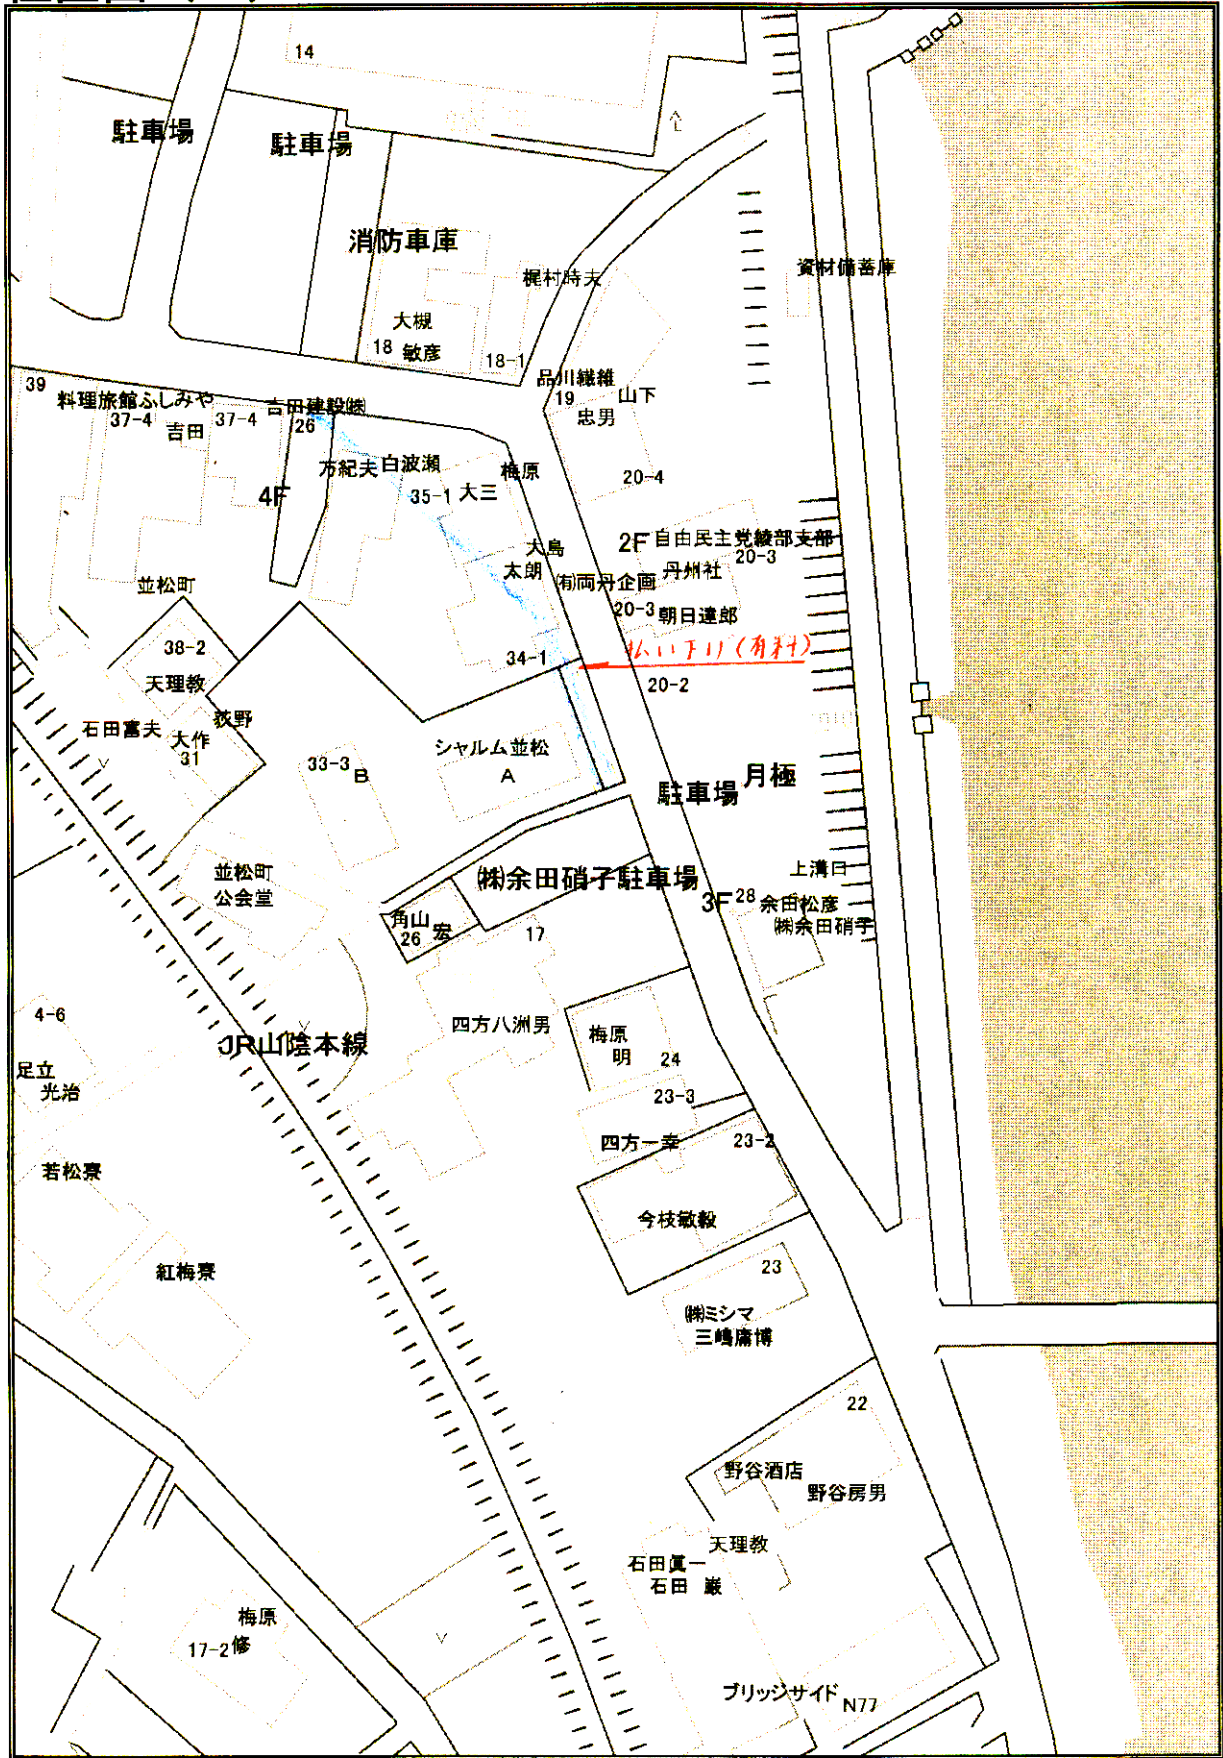 14
駐車場
駐車場
消防車庫
梶村時夫
資材備蓄庫
大槻
18 敏彦
18-1
39
料理旅館ふしみや
37-4
吉田
37-4
吉田建設㈱
26
品川繊維
19
山下
忠男
万紀夫
白波瀬
梅原
4F
35-1
大三
20-4
大島
太朗
2F
自由民主党綾部支部
20-3
丹州社
㈲両丹企画
20-3
朝日達郎
並松町
38-2
天理教
34-1
払い下げ(有料)
20-2
石田富夫
荻野
大作
31
33-3
B
シャルム並松
A
駐車場
月極
並松町
公会堂
㈱余田硝子駐車場
上溝口
3F
28
余田松彦
㈱余田硝子
角山
26 宏
17
4-6
四方八洲男
梅原
明
24
JR山陰本線
足立
光治
23-3
四方一幸
23-2
若松寮
今枝敏毅
紅梅寮
23
㈱ミシマ
三嶋庸博
22
野谷酒店
野谷房男
天理教
石田眞一
石田 巌
梅原
17-2
修
ブリッジサイド
N77